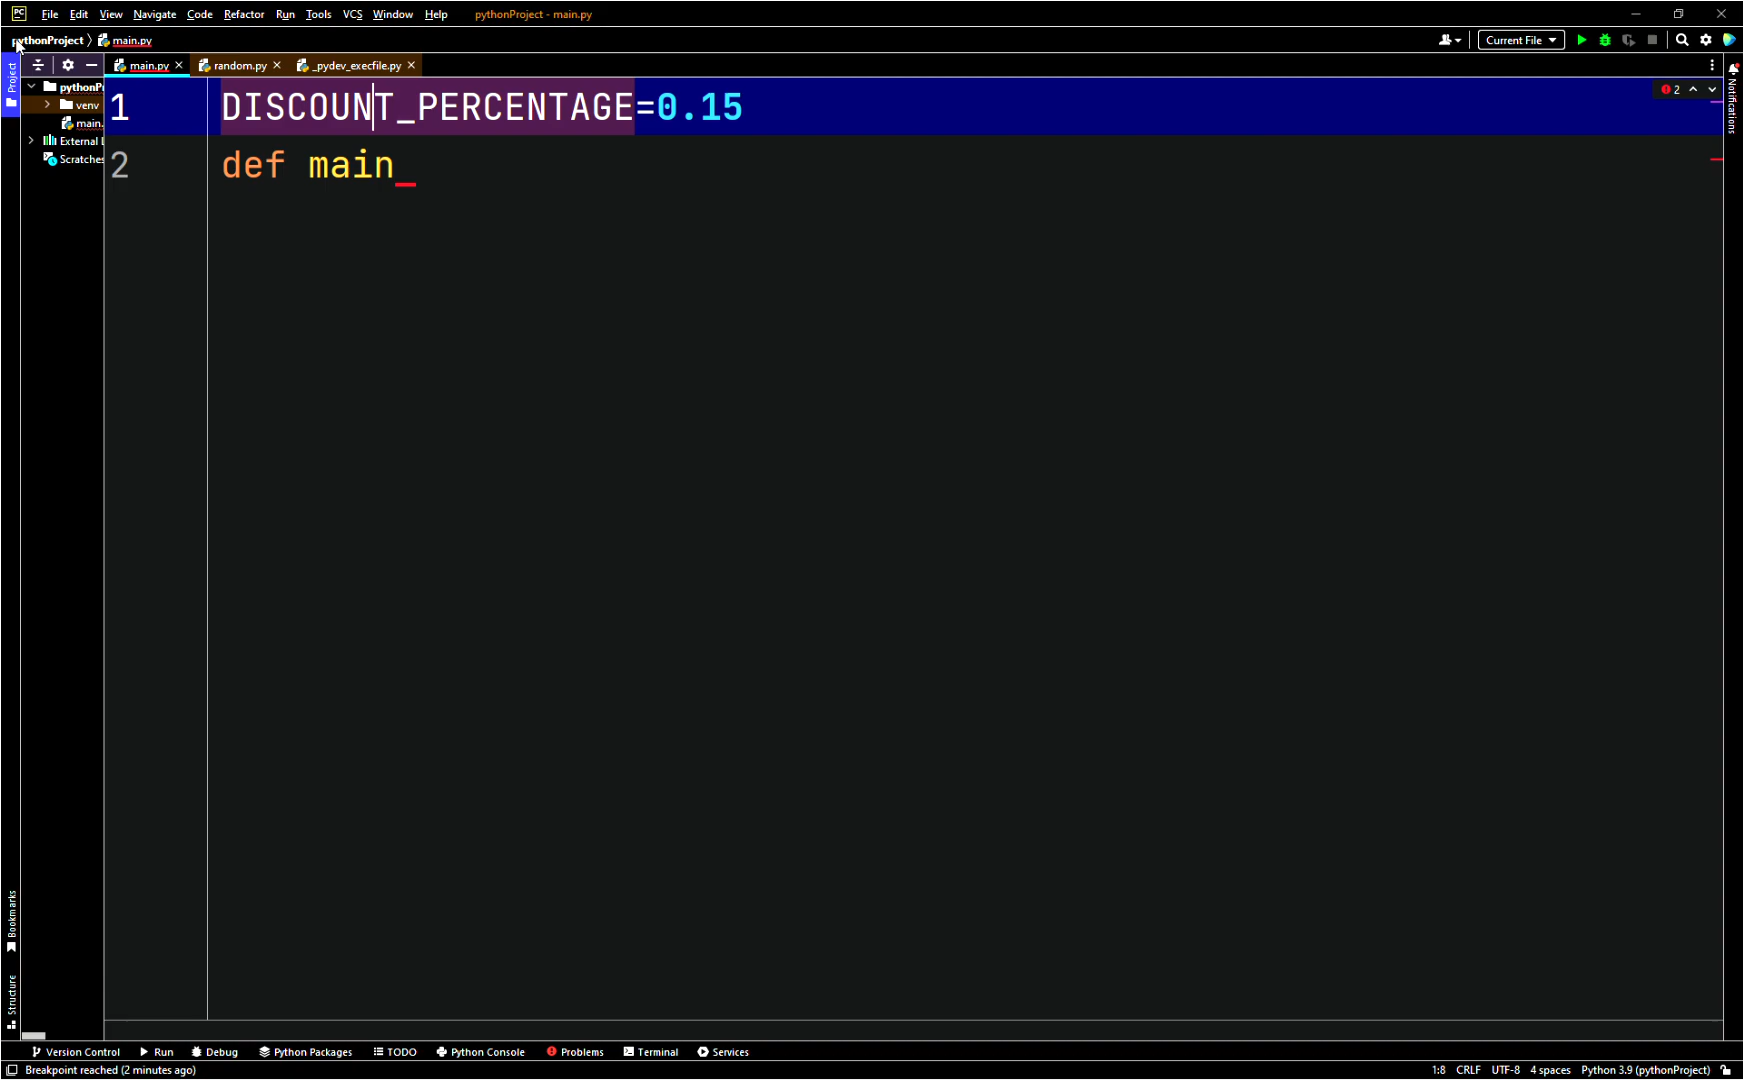 PC File Edit View Navigate Code Refactor Run Tools VCS Window Help pythonProject - main.py
pythonProject main.py Current File
Project main.py random.py _pydev_execfile.py
pythonP
venv
main.
External L
Scratches
1 DISCOUNT_PERCENTAGE=0.15
2 def main
2
Notifications
Bookmarks
Structure
Version Control Run Debug Python Packages TODO Python Console Problems Terminal Services
Breakpoint reached (2 minutes ago) 1:8 CRLF UTF-8 4 spaces Python 3.9 (pythonProject)